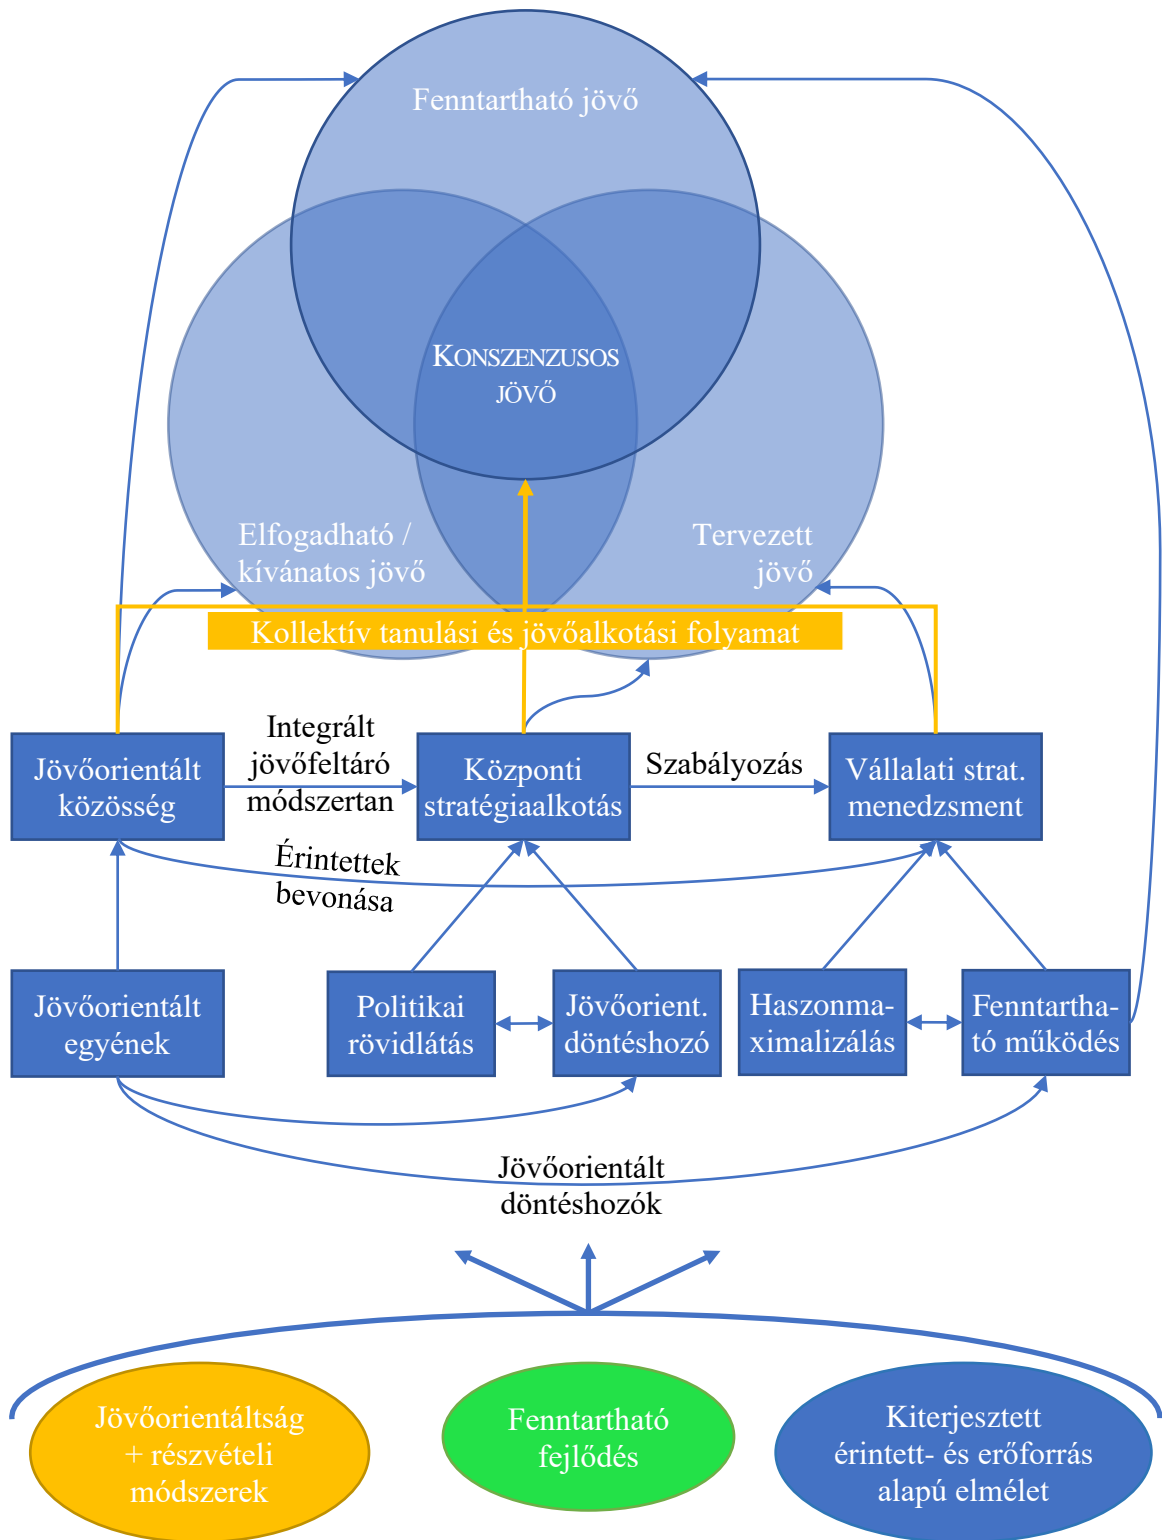 Fenntartható jövő
KONSZENZUSOS
JÖVŐ
Elfogadható /
kívánatos jövő
Tervezett
jövő
Kollektív tanulási és jövőalkotási folyamat
Jövőorientált
közösség
Integrált
jövőfeltáró
módszertan
Központi
stratégiaalkotás
Szabályozás
Vállalati strat.
menedzsment
Érintettek
bevonása
Jövőorientált
egyének
Politikai
rövidlátás
Jövőorient.
döntéshozó
Haszonma-
ximalizálás
Fenntartha-
tó működés
Jövőorientált
döntéshozók
Jövőorientáltság
+ részvételi
módszerek
Fenntartható
fejlődés
Kiterjesztett
érintett- és erőforrás
alapú elmélet